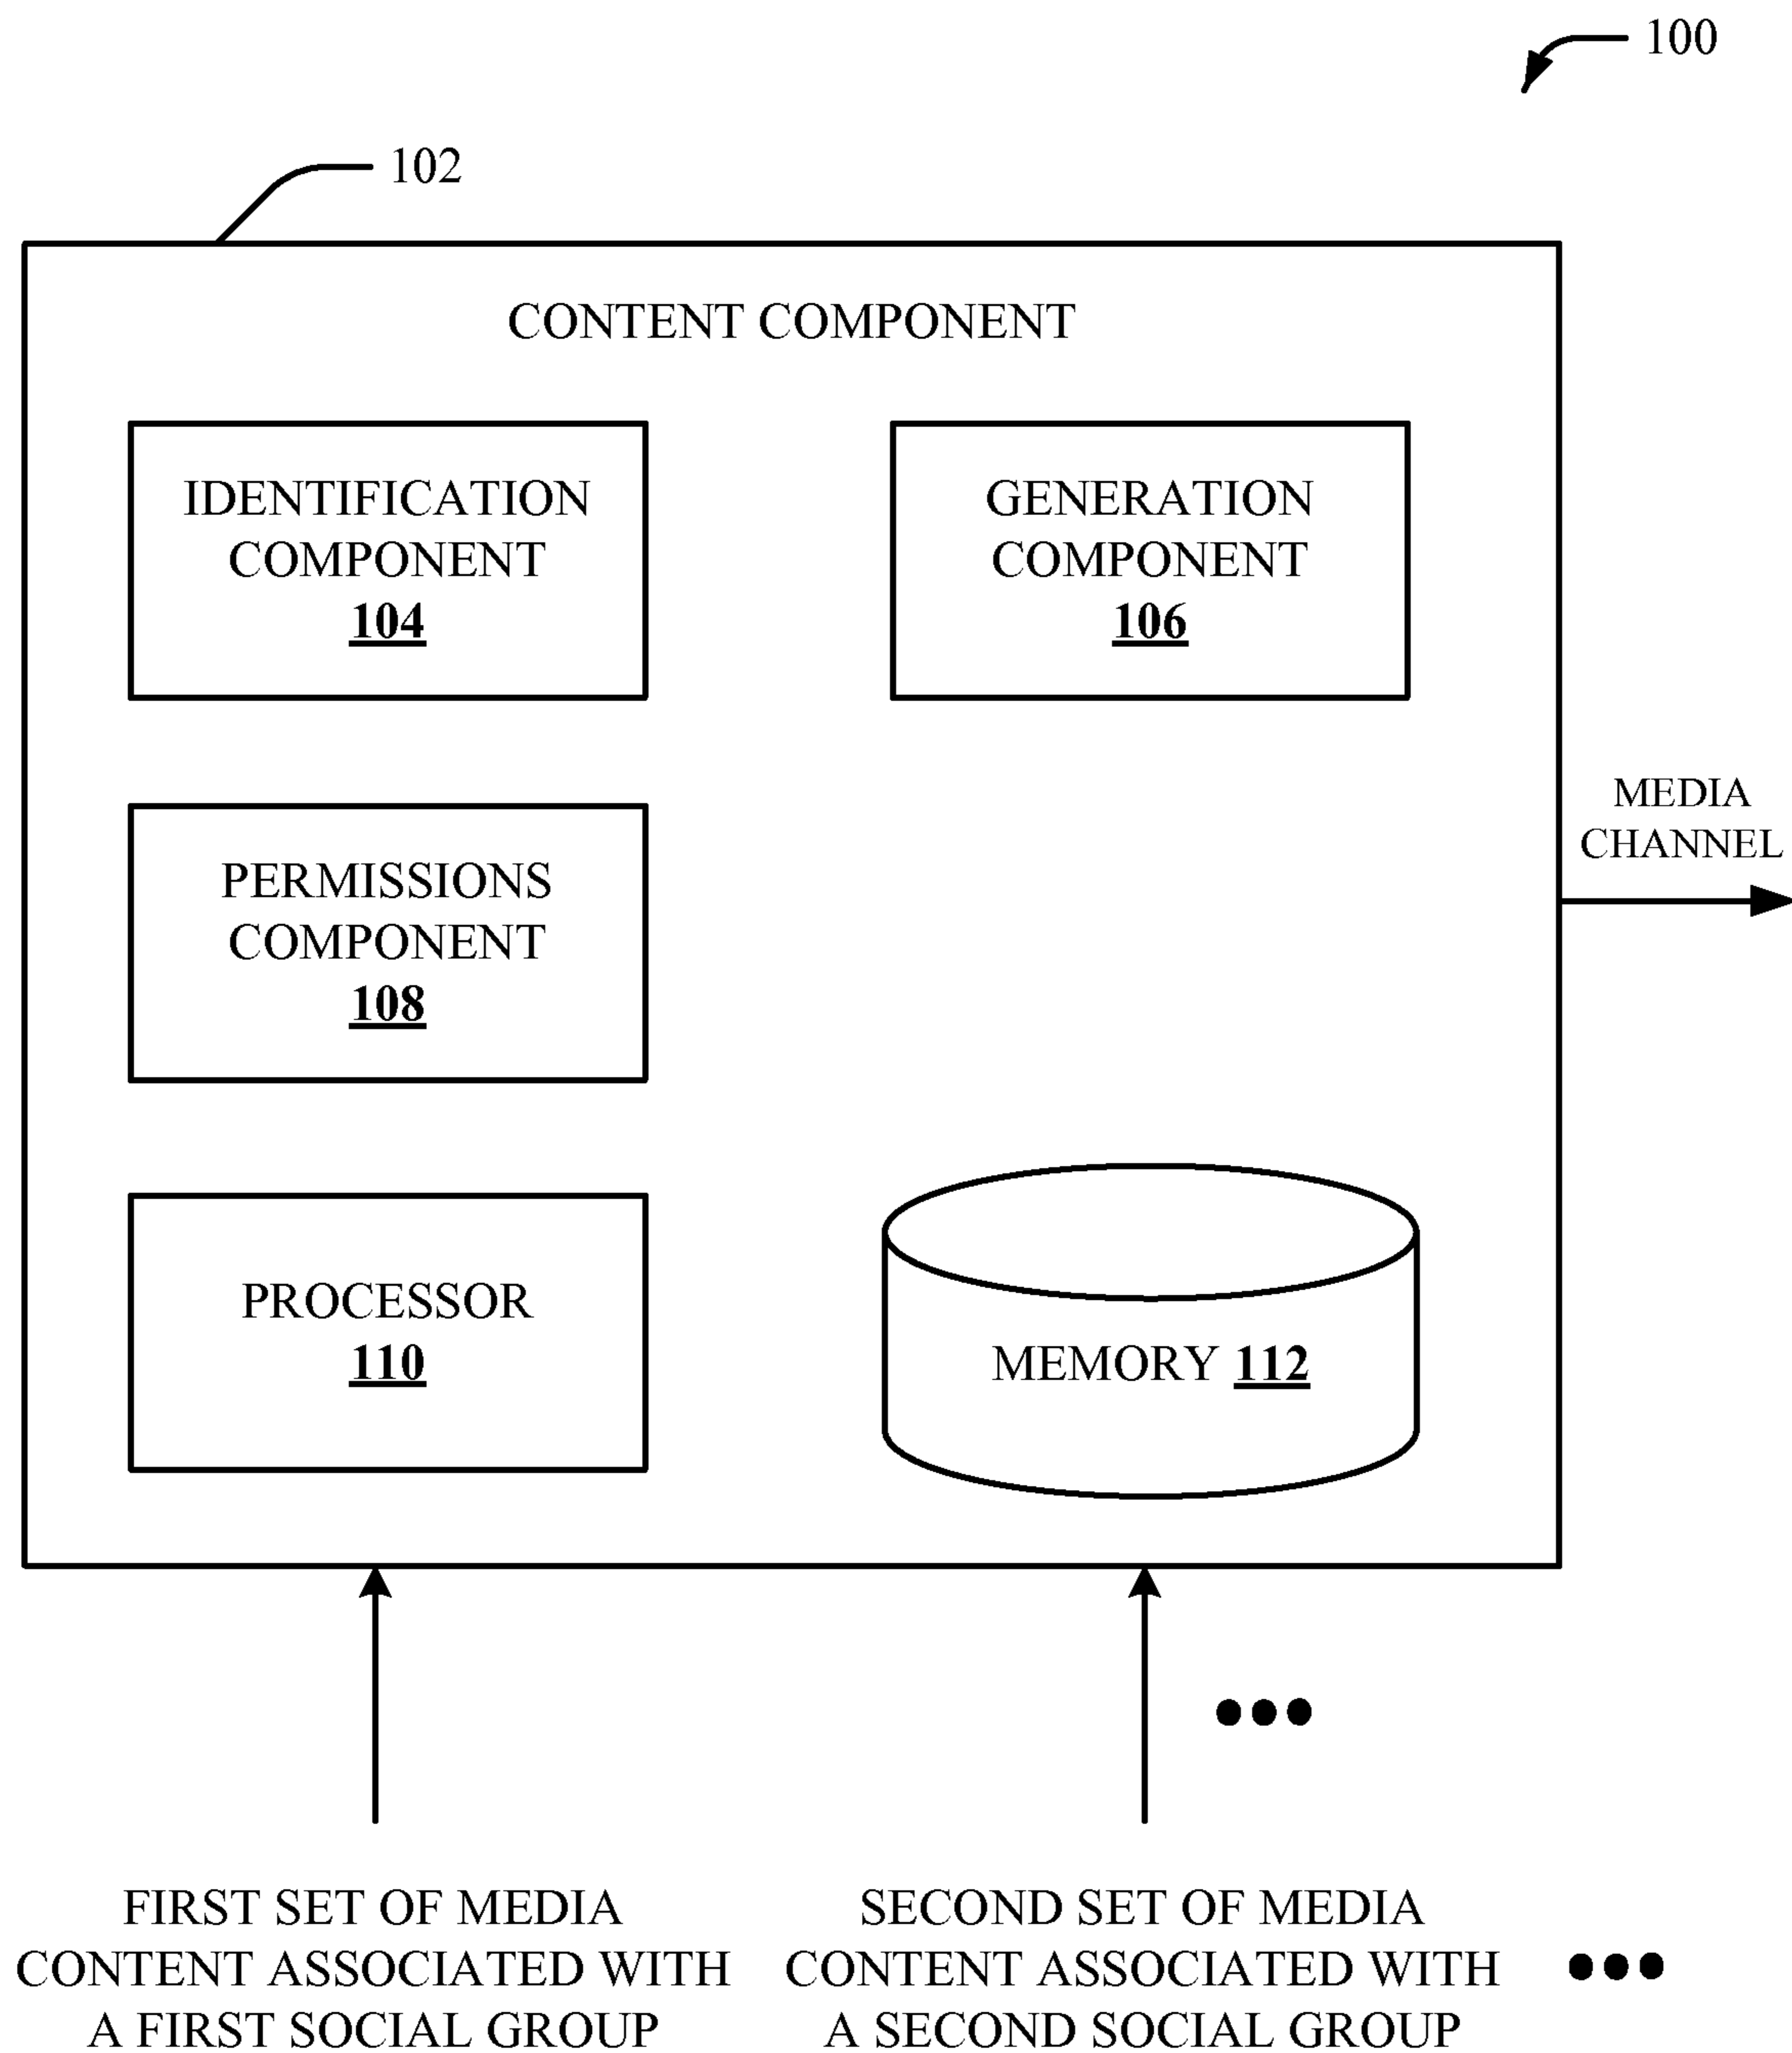 100
102
CONTENT COMPONENT
IDENTIFICATION
COMPONENT
104
GENERATION
COMPONENT
106
MEDIA
CHANNEL
PERMISSIONS
COMPONENT
108
PROCESSOR
110
MEMORY 112
FIRST SET OF MEDIA
CONTENT ASSOCIATED WITH
A FIRST SOCIAL GROUP
SECOND SET OF MEDIA
CONTENT ASSOCIATED WITH
A SECOND SOCIAL GROUP